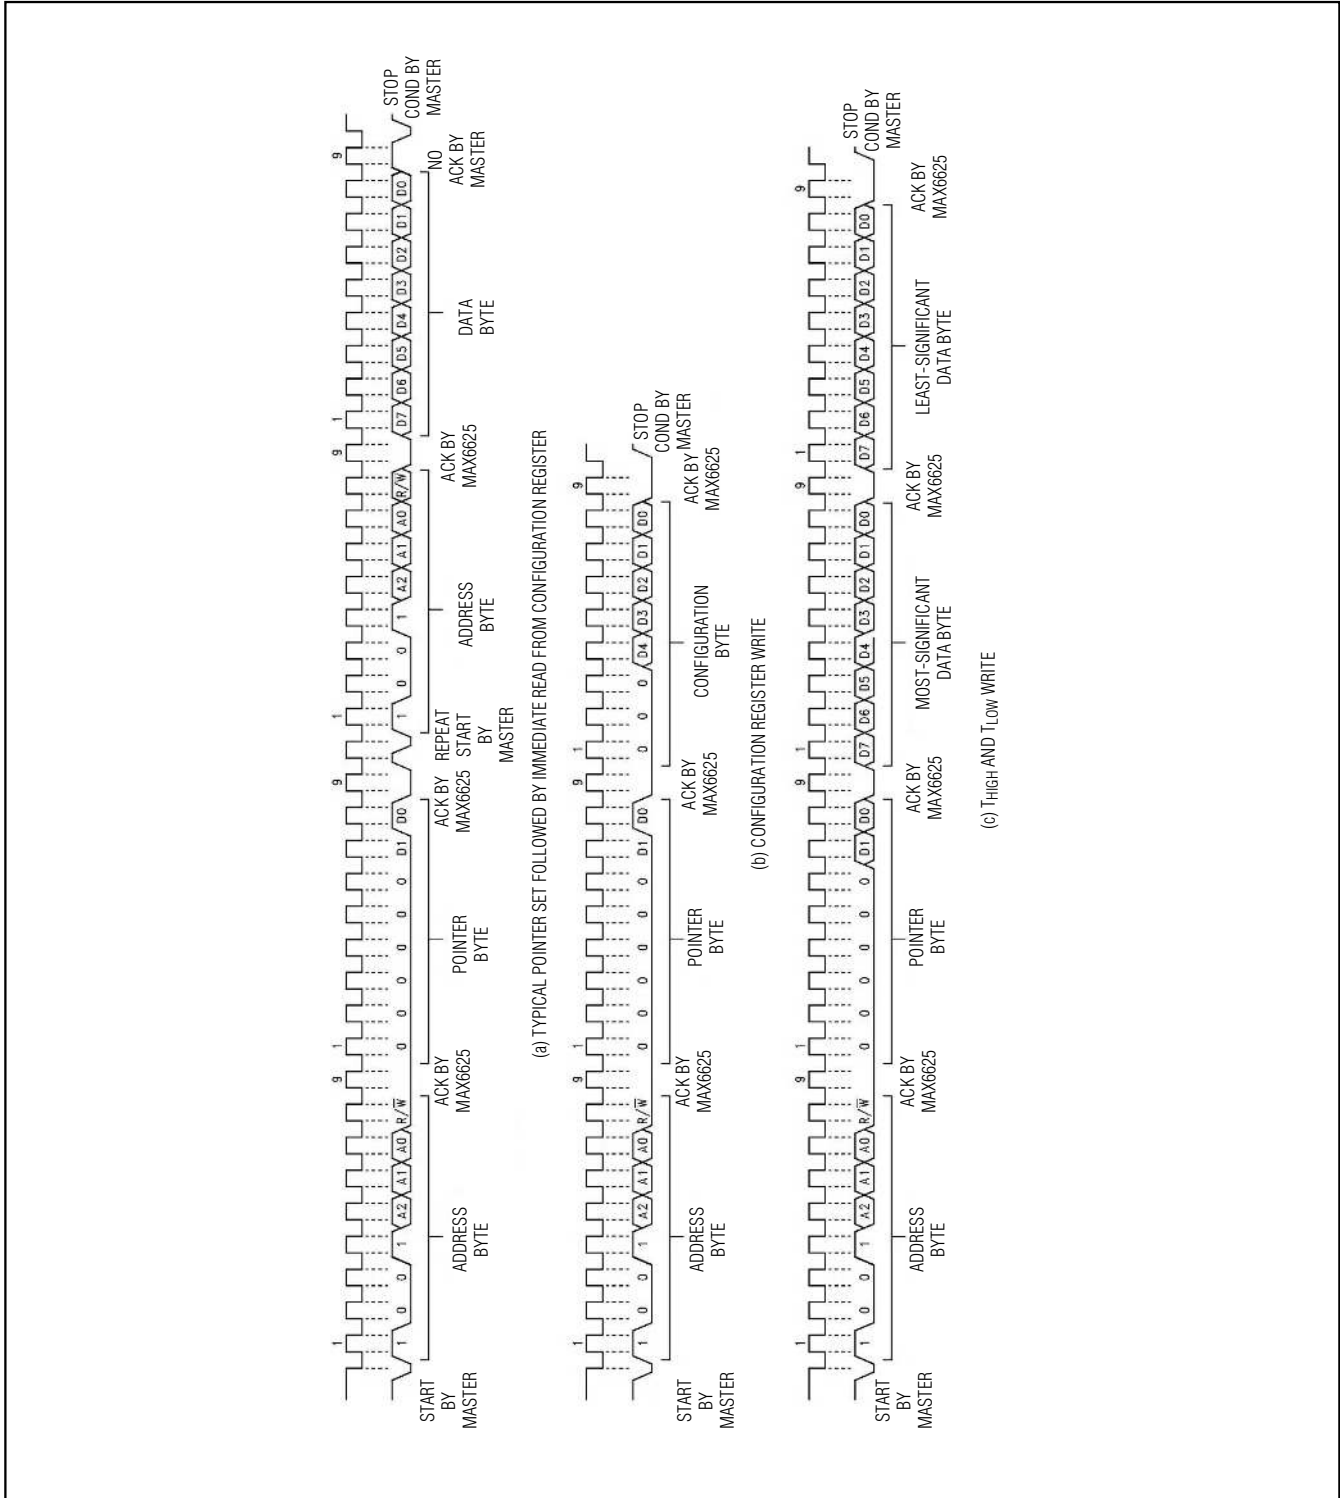 1 9 1 9 1 9 1 9
1 0 0 1 A2 A1 A0 R/W̅ 0 0 0 0 0 0 D1 D0 1 0 0 1 A2 A1 A0 R/W̅ D7 D6 D5 D4 D3 D2 D1 D0
START
BY
MASTER
ADDRESS
BYTE
ACK BY
MAX6625
POINTER
BYTE
ACK BY
MAX6625
REPEAT
START
BY
MASTER
ADDRESS
BYTE
ACK BY
MAX6625
DATA
BYTE
NO
ACK BY
MASTER
STOP
COND BY
MASTER
(a) TYPICAL POINTER SET FOLLOWED BY IMMEDIATE READ FROM CONFIGURATION REGISTER
1 9 1 9 1 9
1 0 0 1 A2 A1 A0 R/W̅ 0 0 0 0 0 0 D1 D0 0 0 0 D4 D3 D2 D1 D0
START
BY
MASTER
ADDRESS
BYTE
ACK BY
MAX6625
POINTER
BYTE
ACK BY
MAX6625
CONFIGURATION
BYTE
ACK BY
MAX6625
STOP
COND BY
MASTER
(b) CONFIGURATION REGISTER WRITE
1 9 1 9 1 9 1 9
1 0 0 1 A2 A1 A0 R/W̅ 0 0 0 0 0 0 D1 D0 D7 D6 D5 D4 D3 D2 D1 D0 D7 D6 D5 D4 D3 D2 D1 D0
START
BY
MASTER
ADDRESS
BYTE
ACK BY
MAX6625
POINTER
BYTE
ACK BY
MAX6625
MOST-SIGNIFICANT
DATA BYTE
ACK BY
MAX6625
LEAST-SIGNIFICANT
DATA BYTE
ACK BY
MAX6625
STOP
COND BY
MASTER
(c) THIGH AND TLOW WRITE